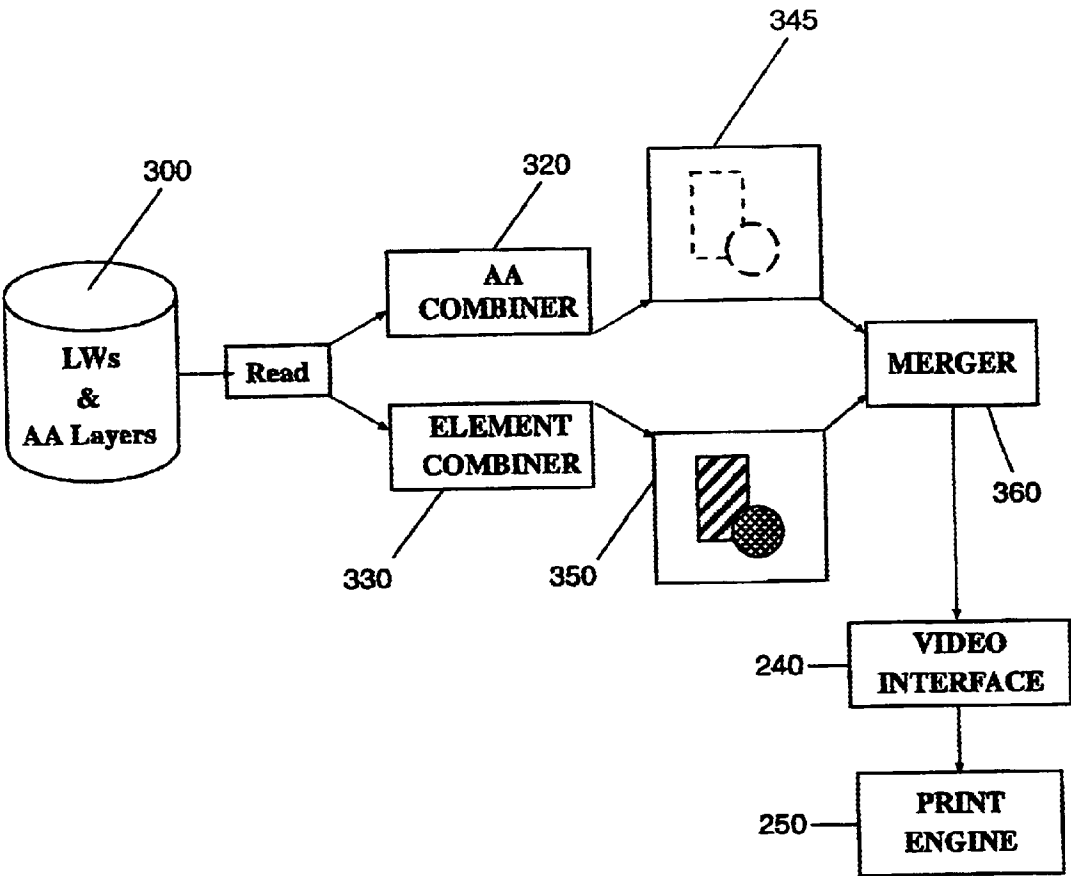 345
300
320
AA
COMBINER
LWs
&
AA Layers
Read
MERGER
ELEMENT
COMBINER
360
330
350
240
VIDEO
INTERFACE
250
PRINT
ENGINE